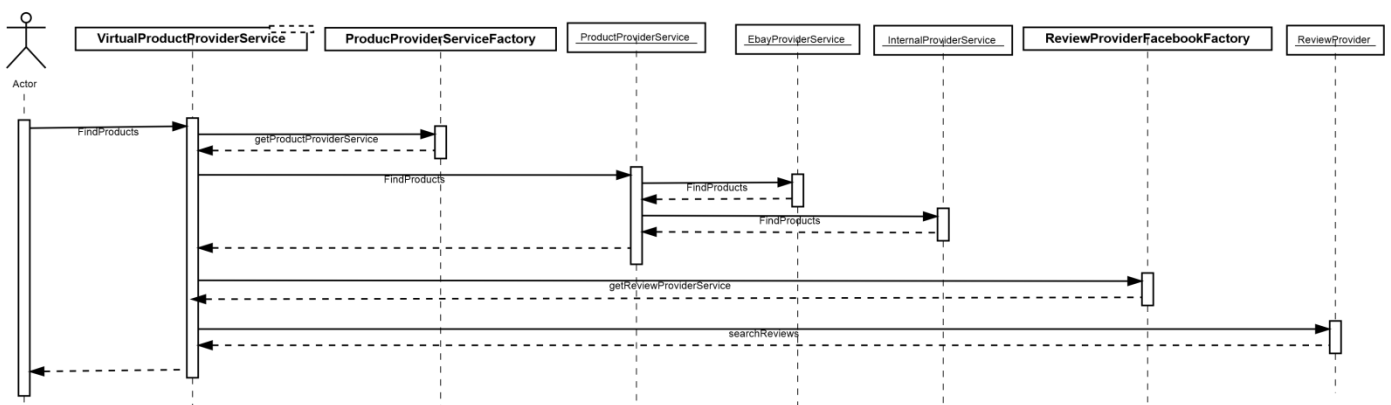 VirtualProductProviderService
ProducProviderServiceFactory
ProductProviderService
EbayProviderService
InternalProviderService
ReviewProviderFacebookFactory
ReviewProvider
Actor
FindProducts
getProductProviderService
FindProducts
FindProducts
FindProducts
getReviewProviderService
searchReviews